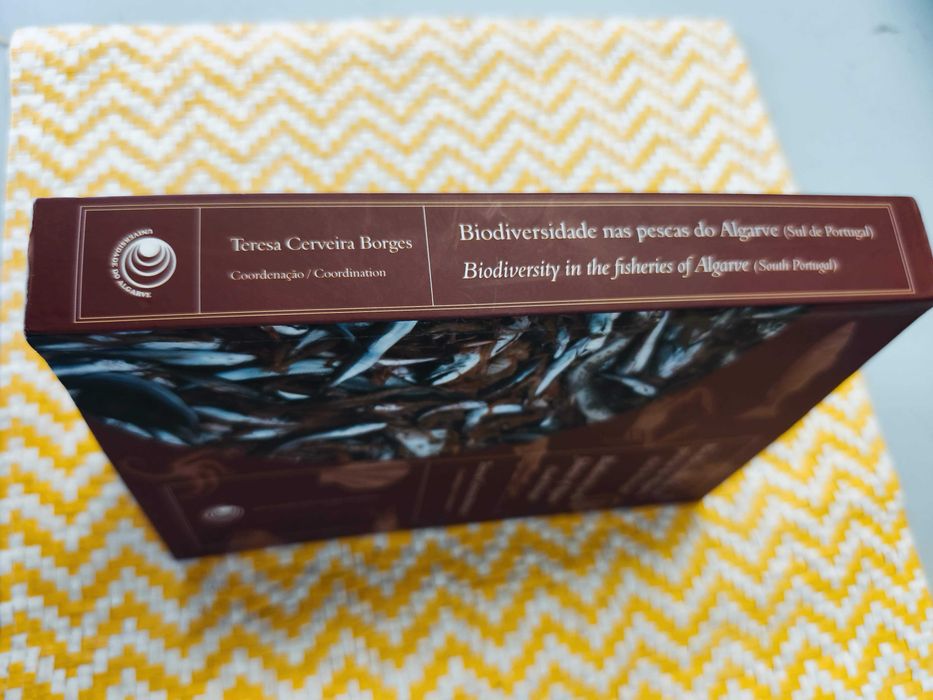 UNIVERSIDADE DO ALGARVE
Teresa Cerveira Borges
Coordenação / Coordination
Biodiversidade nas pescas do Algarve (Sul de Portugal)
Biodiversity in the fisheries of Algarve (South Portugal)